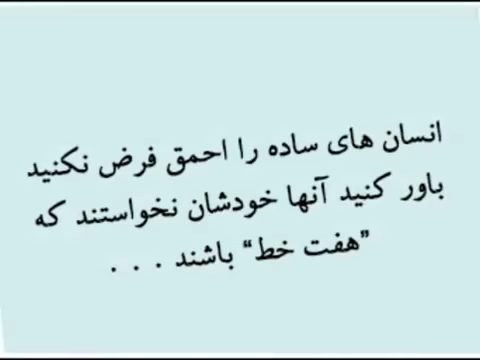 انسان های ساده را احمق فرض نکنید
باور کنید آنها خودشان نخواستند که
”هفت خط“ باشند . . .